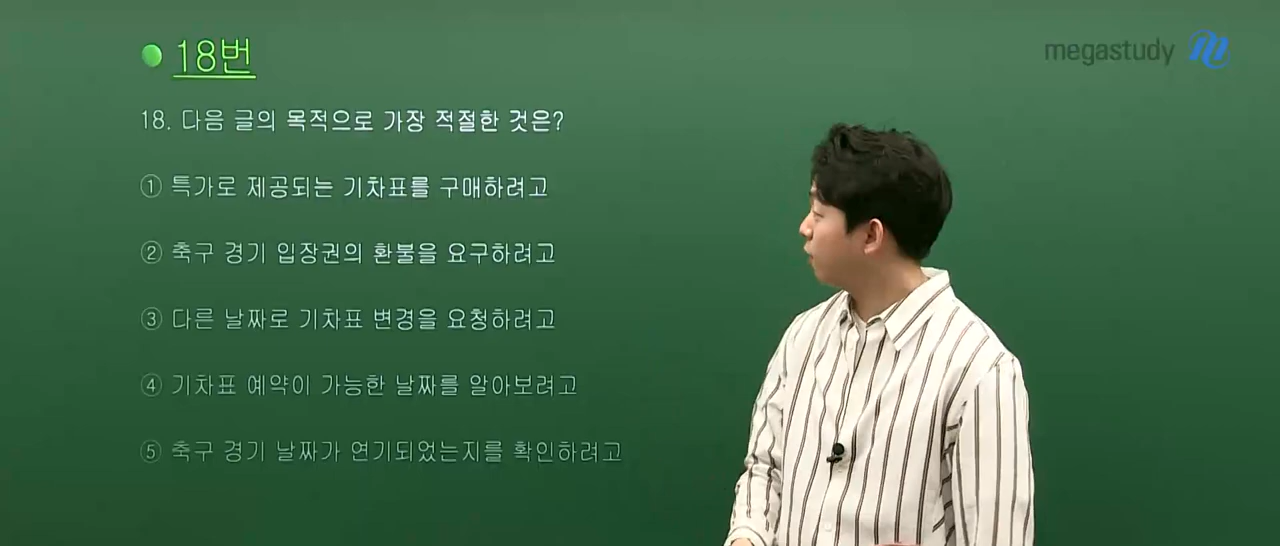 18번
megastudy
18. 다음 글의 목적으로 가장 적절한 것은?
① 특가로 제공되는 기차표를 구매하려고
② 축구 경기 입장권의 환불을 요구하려고
③ 다른 날짜로 기차표 변경을 요청하려고
④ 기차표 예약이 가능한 날짜를 알아보려고
⑤ 축구 경기 날짜가 연기되었는지를 확인하려고